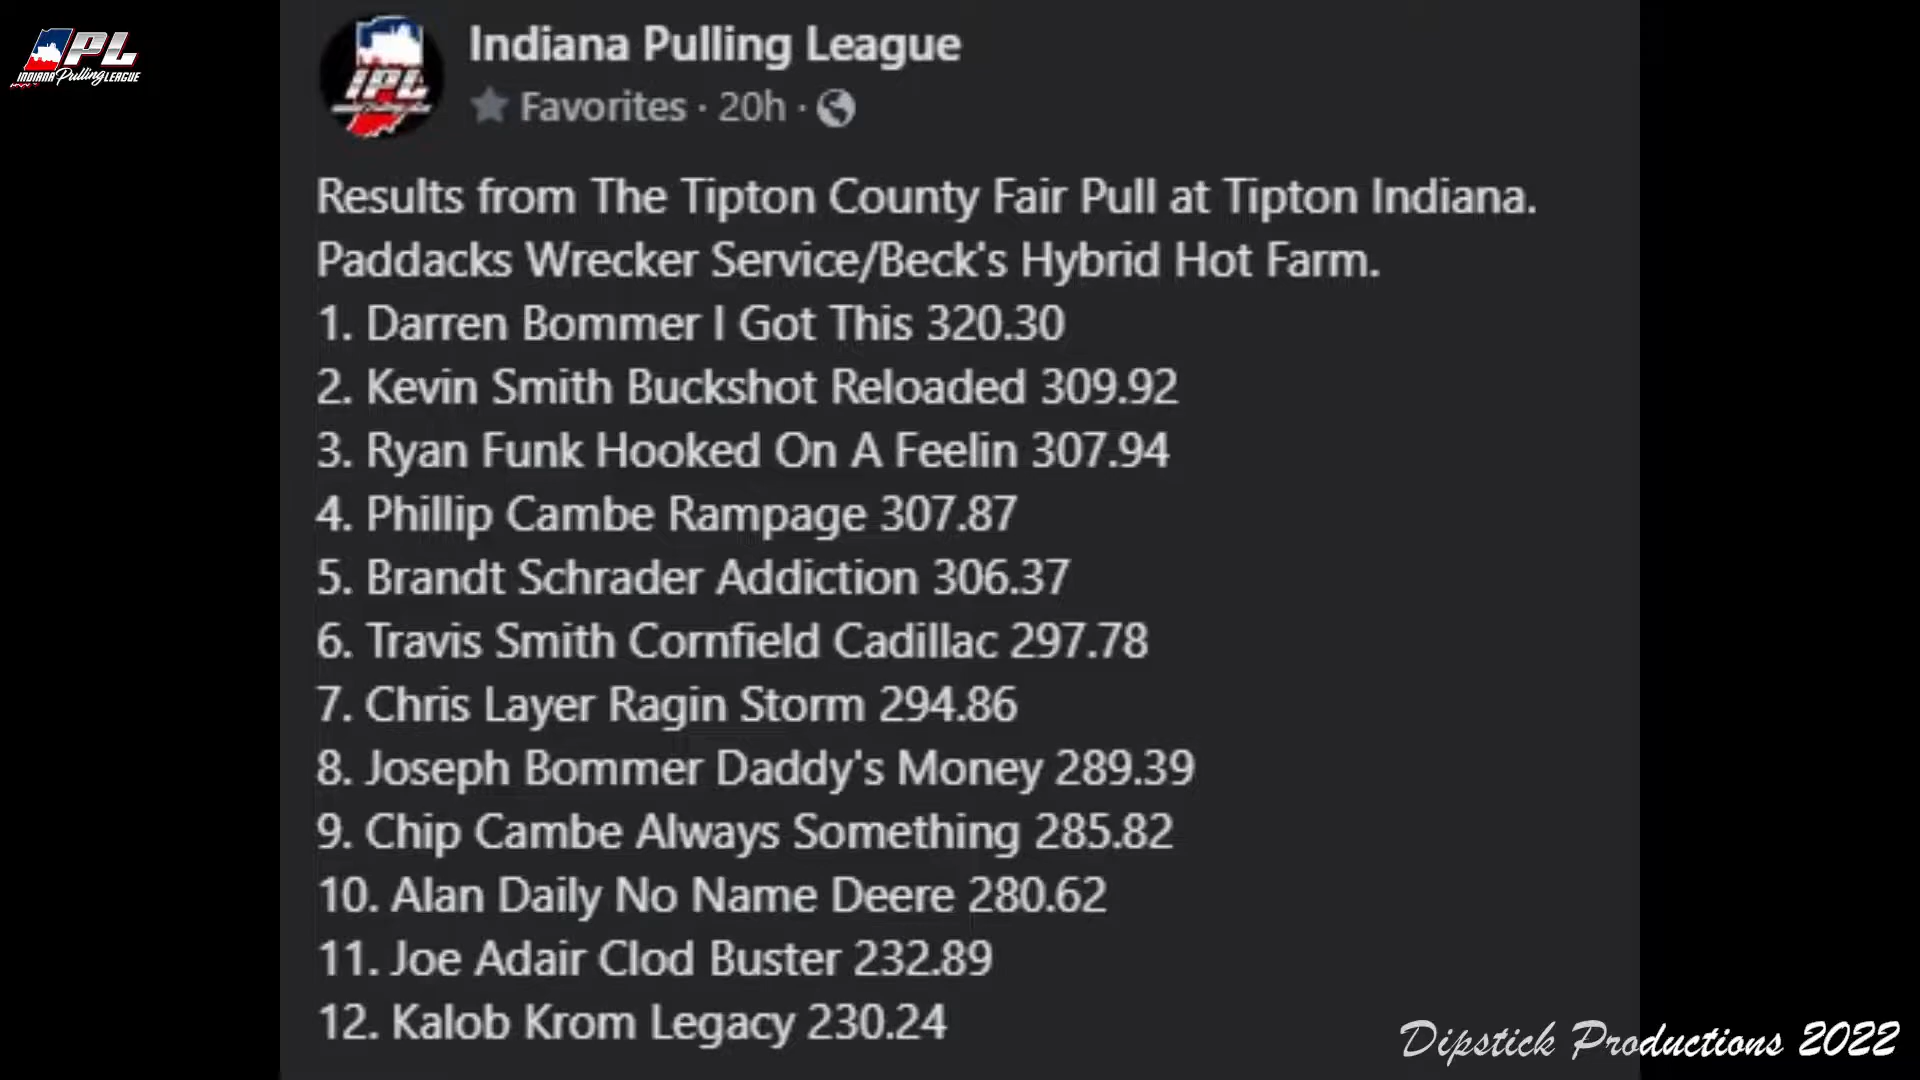 IPL
INDIANA Pulling LEAGUE
IPL
Indiana Pulling League
Favorites · 20h ·
Results from The Tipton County Fair Pull at Tipton Indiana.
Paddacks Wrecker Service/Beck's Hybrid Hot Farm.
1. Darren Bommer I Got This 320.30
2. Kevin Smith Buckshot Reloaded 309.92
3. Ryan Funk Hooked On A Feelin 307.94
4. Phillip Cambe Rampage 307.87
5. Brandt Schrader Addiction 306.37
6. Travis Smith Cornfield Cadillac 297.78
7. Chris Layer Ragin Storm 294.86
8. Joseph Bommer Daddy's Money 289.39
9. Chip Cambe Always Something 285.82
10. Alan Daily No Name Deere 280.62
11. Joe Adair Clod Buster 232.89
12. Kalob Krom Legacy 230.24
Dipstick Productions 2022